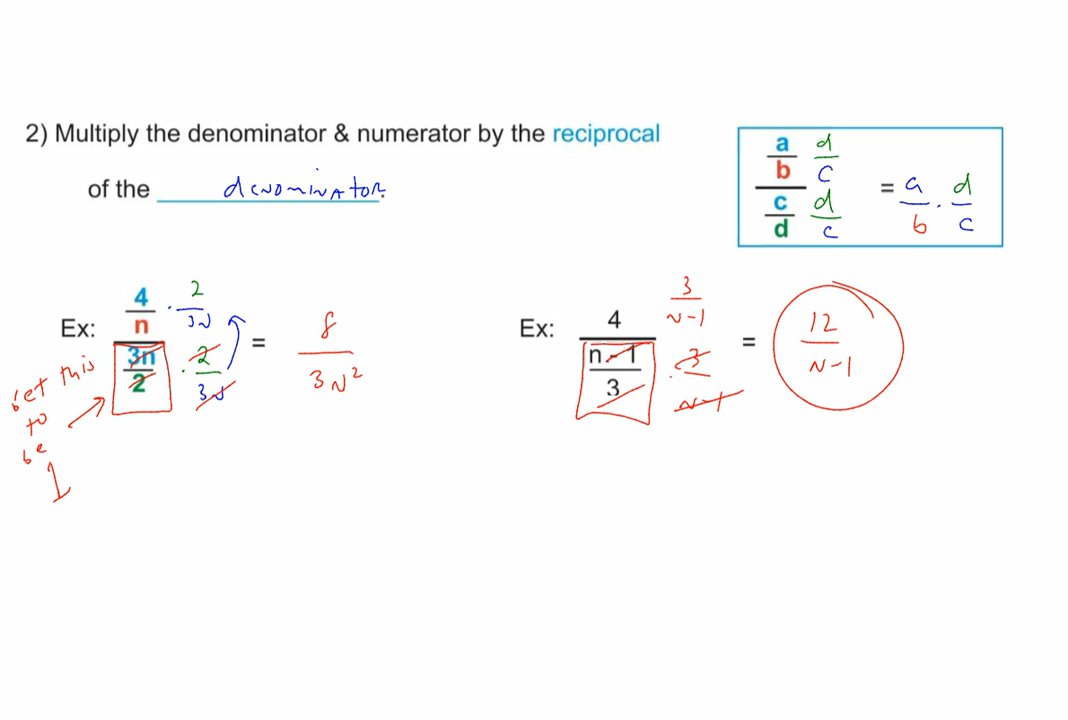 2) Multiply the denominator & numerator by the reciprocal
of the denominator.
a/b d/c
c/d d/c
= a/b · d/c
Ex: 4/n · 2/3N
3n/2 · 2/3N
= 8/3N²
Get this
to
be
1
Ex: 4 3/N-1
n - 1/3 · 3/N-1
= 12/N-1